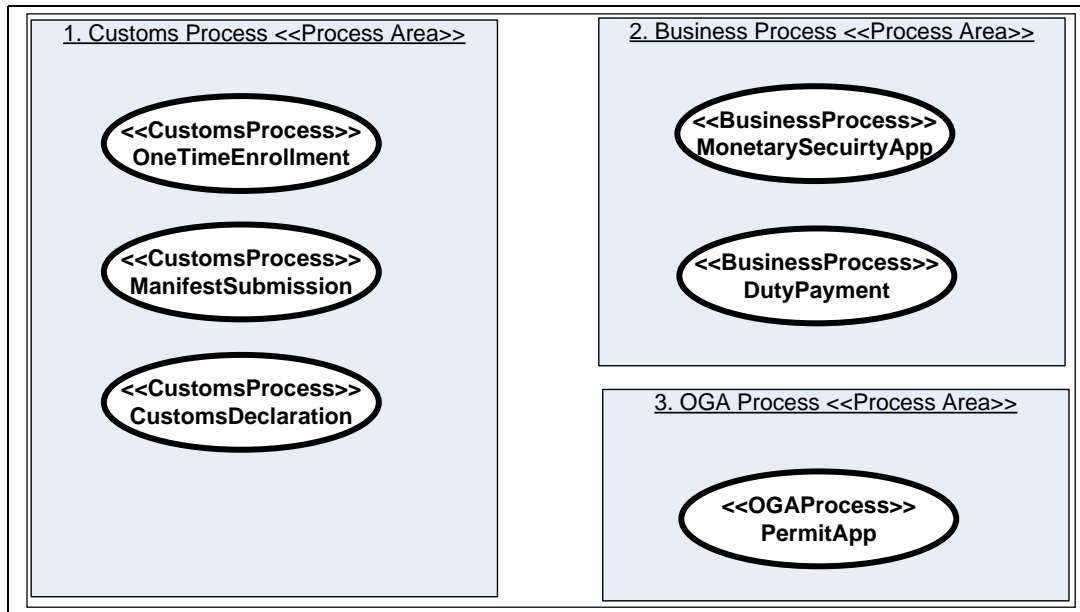 1. Customs Process <<Process Area>>
<<CustomsProcess>>
OneTimeEnrollment
<<CustomsProcess>>
ManifestSubmission
<<CustomsProcess>>
CustomsDeclaration
2. Business Process <<Process Area>>
<<BusinessProcess>>
MonetarySecuirtyApp
<<BusinessProcess>>
DutyPayment
3. OGA Process <<Process Area>>
<<OGAProcess>>
PermitApp